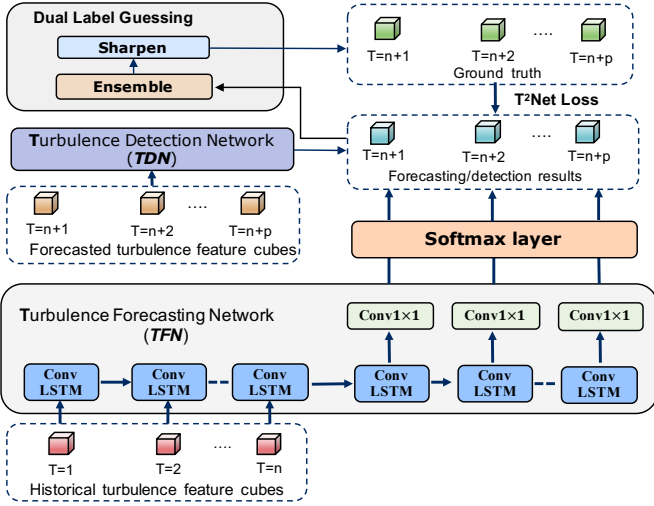 Dual Label Guessing
Sharpen
Ensemble
T=n+1
T=n+2
....
T=n+p
Ground truth
T²Net Loss
Turbulence Detection Network
(TDN)
T=n+1
T=n+2
....
T=n+p
Forecasting/detection results
T=n+1
T=n+2
....
T=n+p
Forecasted turbulence feature cubes
Softmax layer
Turbulence Forecasting Network
(TFN)
Conv1×1
Conv1×1
Conv1×1
Conv
LSTM
Conv
LSTM
Conv
LSTM
Conv
LSTM
Conv
LSTM
Conv
LSTM
T=1
T=2
....
T=n
Historical turbulence feature cubes